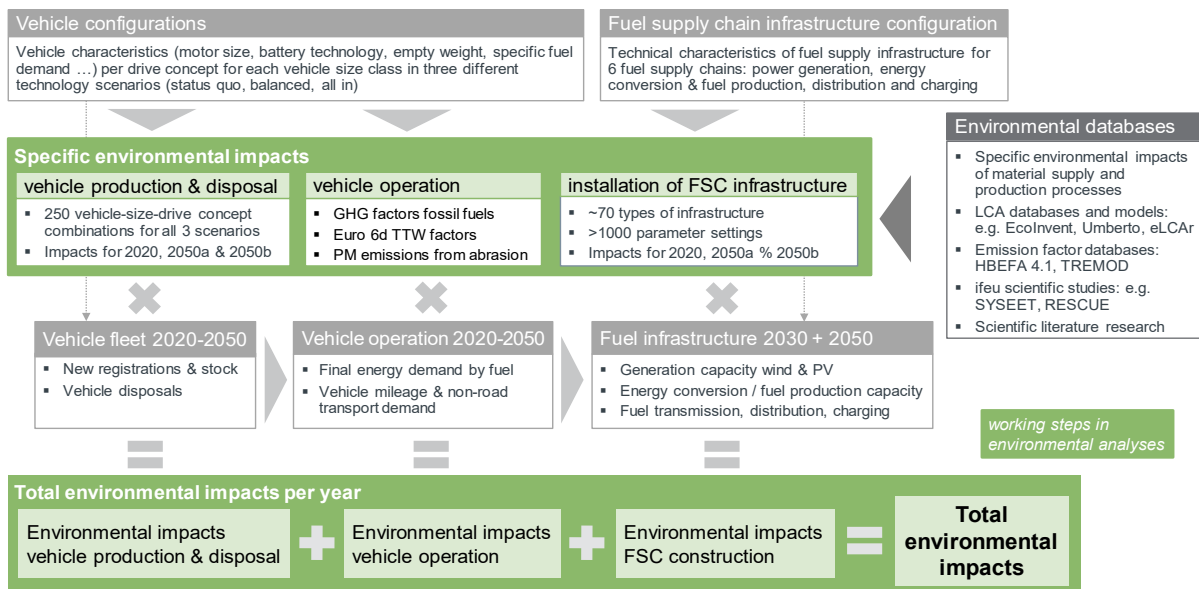 Vehicle configurations
Vehicle characteristics (motor size, battery technology, empty weight, specific fuel
demand ...) per drive concept for each vehicle size class in three different
technology scenarios (status quo, balanced, all in)
Fuel supply chain infrastructure configuration
Technical characteristics of fuel supply infrastructure for
6 fuel supply chains: power generation, energy
conversion & fuel production, distribution and charging
Specific environmental impacts
vehicle production & disposal
▪ 250 vehicle-size-drive concept
combinations for all 3 scenarios
▪ Impacts for 2020, 2050a & 2050b
vehicle operation
▪ GHG factors fossil fuels
▪ Euro 6d TTW factors
▪ PM emissions from abrasion
installation of FSC infrastructure
▪ ~70 types of infrastructure
▪ >1000 parameter settings
▪ Impacts for 2020, 2050a % 2050b
Environmental databases
▪ Specific environmental impacts
of material supply and
production processes
▪ LCA databases and models:
e.g. EcoInvent, Umberto, eLCAr
▪ Emission factor databases:
HBEFA 4.1, TREMOD
▪ ifeu scientific studies: e.g.
SYSEET, RESCUE
▪ Scientific literature research
Vehicle fleet 2020-2050
▪ New registrations & stock
▪ Vehicle disposals
Vehicle operation 2020-2050
▪ Final energy demand by fuel
▪ Vehicle mileage & non-road
transport demand
Fuel infrastructure 2030 + 2050
▪ Generation capacity wind & PV
▪ Energy conversion / fuel production capacity
▪ Fuel transmission, distribution, charging
working steps in
environmental analyses
Total environmental impacts per year
Environmental impacts
vehicle production & disposal
+
Environmental impacts
vehicle operation
+
Environmental impacts
FSC construction
=
Total
environmental
impacts